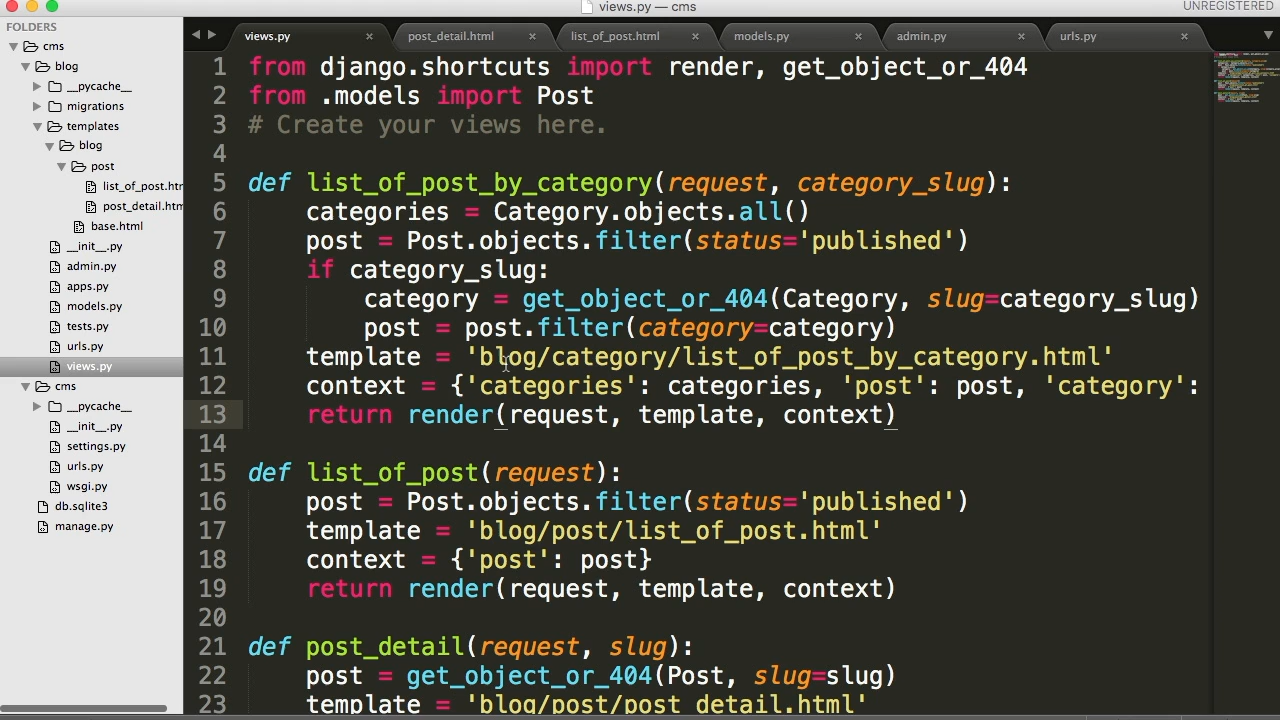 views.py — cms
UNREGISTERED
FOLDERS
cms
blog
__pycache__
migrations
templates
blog
post
list_of_post.htm
post_detail.htm
base.html
__init__.py
admin.py
apps.py
models.py
tests.py
urls.py
views.py
cms
__pycache__
__init__.py
settings.py
urls.py
wsgi.py
db.sqlite3
manage.py
views.py × post_detail.html × list_of_post.html × models.py × admin.py × urls.py ×
1 from django.shortcuts import render, get_object_or_404
2 from .models import Post
3 # Create your views here.
4
5 def list_of_post_by_category(request, category_slug):
6 categories = Category.objects.all()
7 post = Post.objects.filter(status='published')
8 if category_slug:
9 category = get_object_or_404(Category, slug=category_slug)
10 post = post.filter(category=category)
11 template = 'blog/category/list_of_post_by_category.html'
12 context = {'categories': categories, 'post': post, 'category':
13 return render(request, template, context)
14
15 def list_of_post(request):
16 post = Post.objects.filter(status='published')
17 template = 'blog/post/list_of_post.html'
18 context = {'post': post}
19 return render(request, template, context)
20
21 def post_detail(request, slug):
22 post = get_object_or_404(Post, slug=slug)
23 template = 'blog/post/post_detail.html'